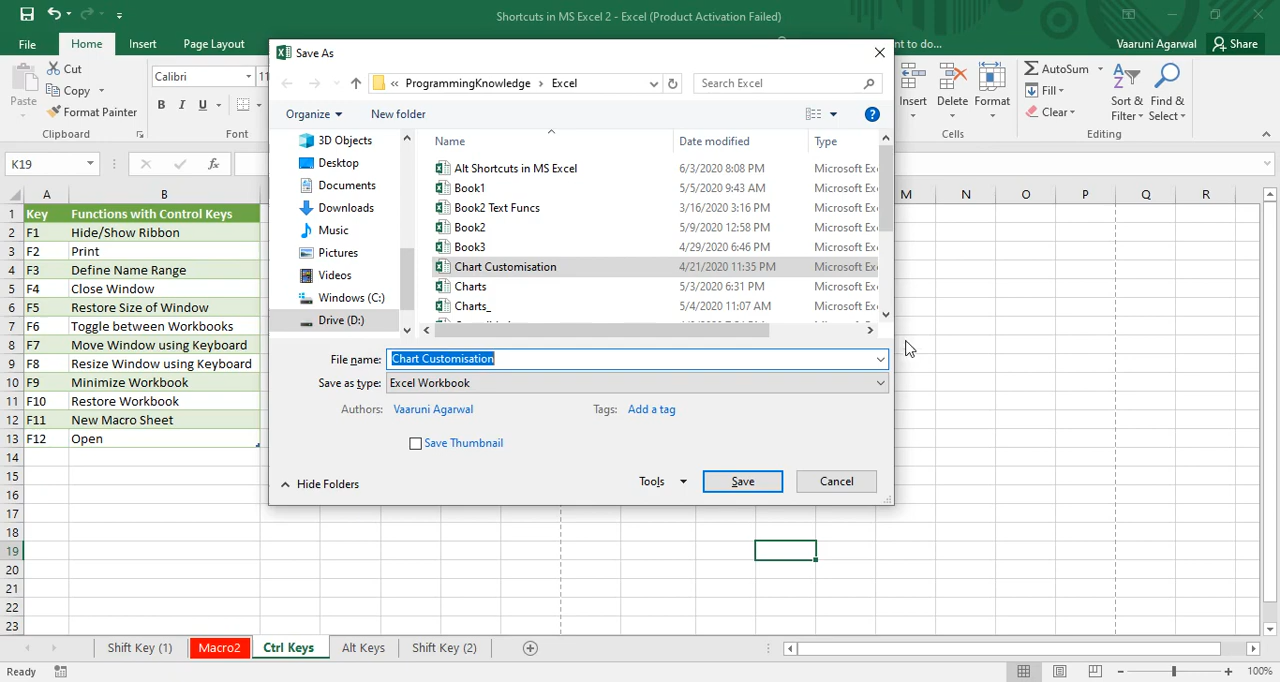 Shortcuts in MS Excel 2 - Excel (Product Activation Failed)
File Home Insert Page Layout nt to do... Vaaruni Agarwal Share
Paste Cut Copy Format Painter
Calibri 11
B I U
Insert Delete Format
AutoSum Fill Clear
Sort & Filter Find & Select
Clipboard Font Cells Editing
K19 fx
A B M N O P Q R
1 Key Functions with Control Keys
2 F1 Hide/Show Ribbon
3 F2 Print
4 F3 Define Name Range
5 F4 Close Window
6 F5 Restore Size of Window
7 F6 Toggle between Workbooks
8 F7 Move Window using Keyboard
9 F8 Resize Window using Keyboard
10 F9 Minimize Workbook
11 F10 Restore Workbook
12 F11 New Macro Sheet
13 F12 Open
14
15
16
17
18
19
20
21
22
23
Save As
« ProgrammingKnowledge › Excel Search Excel
Organize New folder ?
3D Objects
Desktop
Documents
Downloads
Music
Pictures
Videos
Windows (C:)
Drive (D:)
Name Date modified Type
Alt Shortcuts in MS Excel 6/3/2020 8:08 PM Microsoft Ex
Book1 5/5/2020 9:43 AM Microsoft Ex
Book2 Text Funcs 3/16/2020 3:16 PM Microsoft Ex
Book2 5/9/2020 12:58 PM Microsoft Ex
Book3 4/29/2020 6:46 PM Microsoft Ex
Chart Customisation 4/21/2020 11:35 PM Microsoft Ex
Charts 5/3/2020 6:31 PM Microsoft Ex
Charts_ 5/4/2020 11:07 AM Microsoft Ex
File name: Chart Customisation
Save as type: Excel Workbook
Authors: Vaaruni Agarwal Tags: Add a tag
Save Thumbnail
Hide Folders Tools Save Cancel
Shift Key (1) Macro2 Ctrl Keys Alt Keys Shift Key (2)
Ready 100%